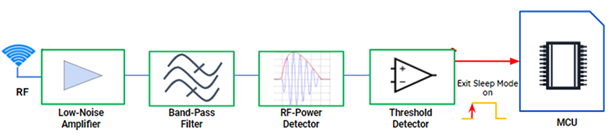 RF
Low-Noise
Amplifier
Band-Pass
Filter
RF-Power
Detector
Threshold
Detector
Exit Sleep Mode
on
MCU